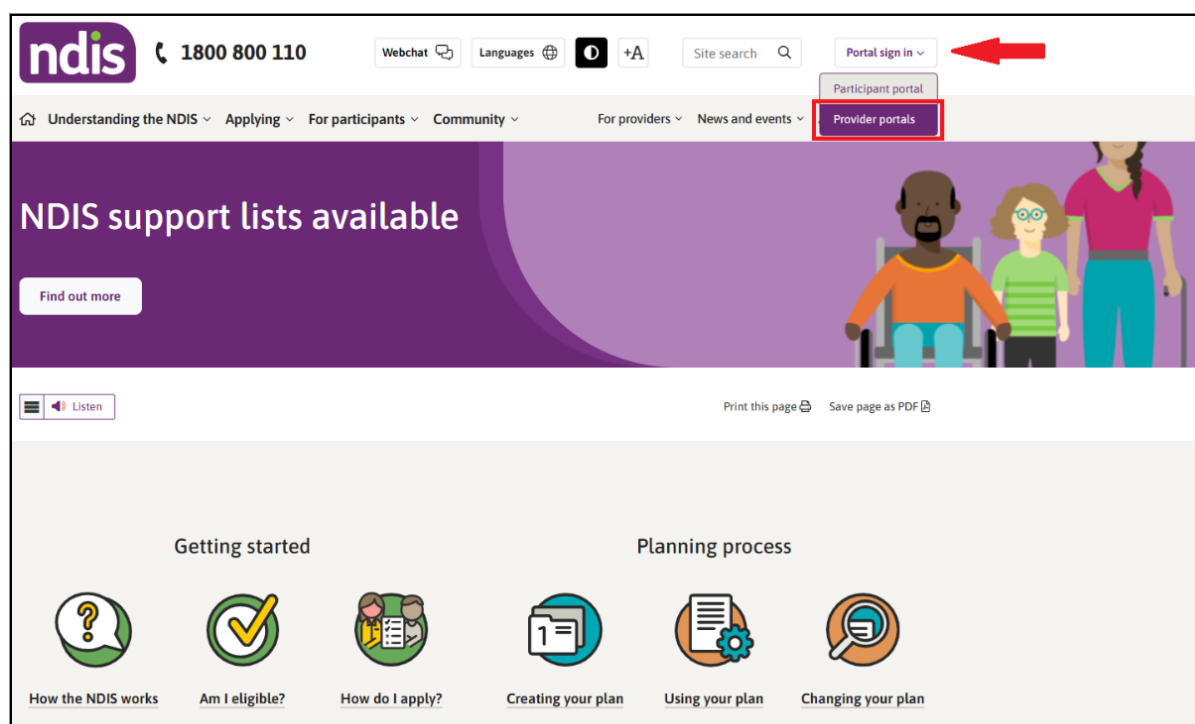 ndis
1800 800 110
Webchat
Languages
+A
Site search
Portal sign in
Participant portal
Provider portals
Understanding the NDIS
Applying
For participants
Community
For providers
News and events
NDIS support lists available
Find out more
Listen
Print this page
Save page as PDF
Getting started
Planning process
?
1
How the NDIS works
Am I eligible?
How do I apply?
Creating your plan
Using your plan
Changing your plan